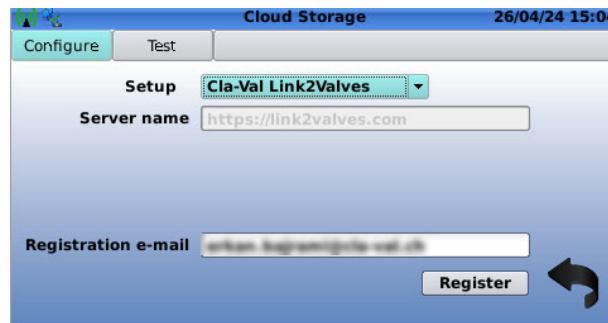 Cloud Storage 26/04/24 15:04
Configure Test
Setup Cla-Val Link2Valves
Server name https://link2valves.com
Registration e-mail
Register